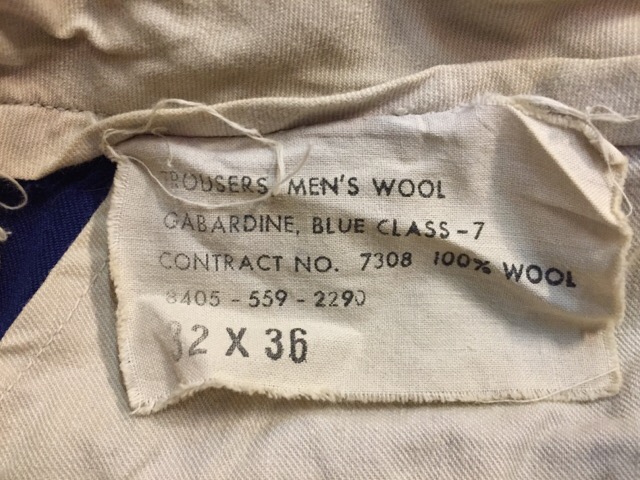 TROUSERS, MEN'S WOOL
GABARDINE, BLUE CLASS-7
CONTRACT NO. 7308 100% WOOL
8405-559-2290
32 X 36